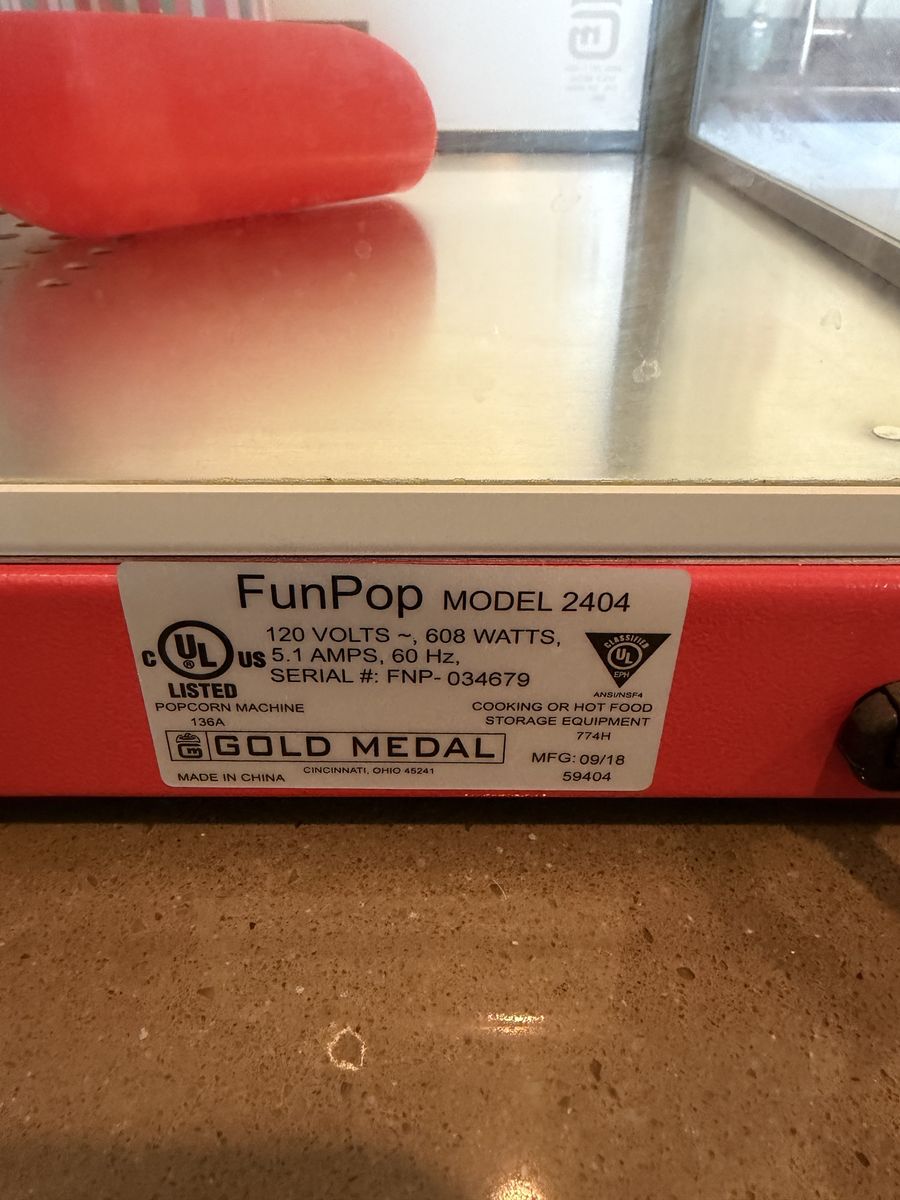 FunPop MODEL 2404
120 VOLTS ~, 608 WATTS,
5.1 AMPS, 60 Hz,
SERIAL #: FNP- 034679
C UL ® US
LISTED
POPCORN MACHINE
136A
CLASSIFIED
UL
EPH
ANSI/NSF4
COOKING OR HOT FOOD
STORAGE EQUIPMENT
774H
GOLD MEDAL
CINCINNATI, OHIO 45241
MADE IN CHINA
MFG: 09/18
59404